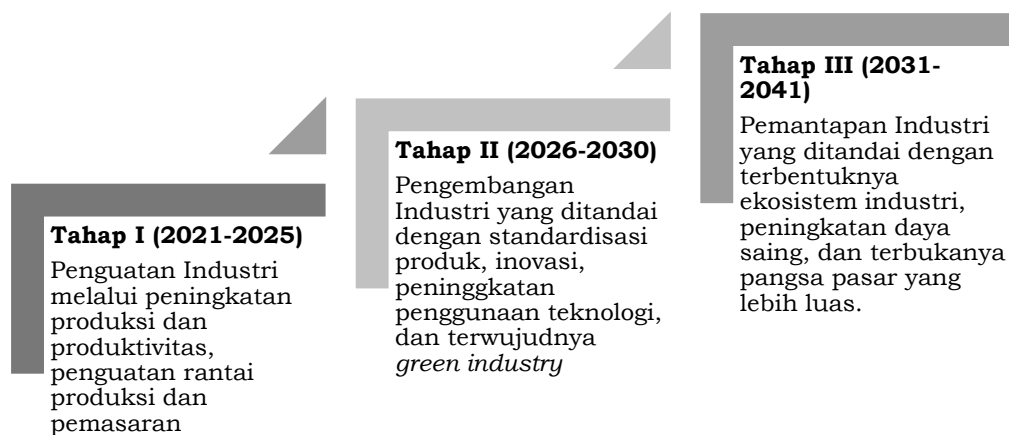 Tahap I (2021-2025)
Penguatan Industri
melalui peningkatan
produksi dan
produktivitas,
penguatan rantai
produksi dan
pemasaran
Tahap II (2026-2030)
Pengembangan
Industri yang ditandai
dengan standardisasi
produk, inovasi,
peninggkatan
penggunaan teknologi,
dan terwujudnya
green industry
Tahap III (2031-
2041)
Pemantapan Industri
yang ditandai dengan
terbentuknya
ekosistem industri,
peningkatan daya
saing, dan terbukanya
pangsa pasar yang
lebih luas.